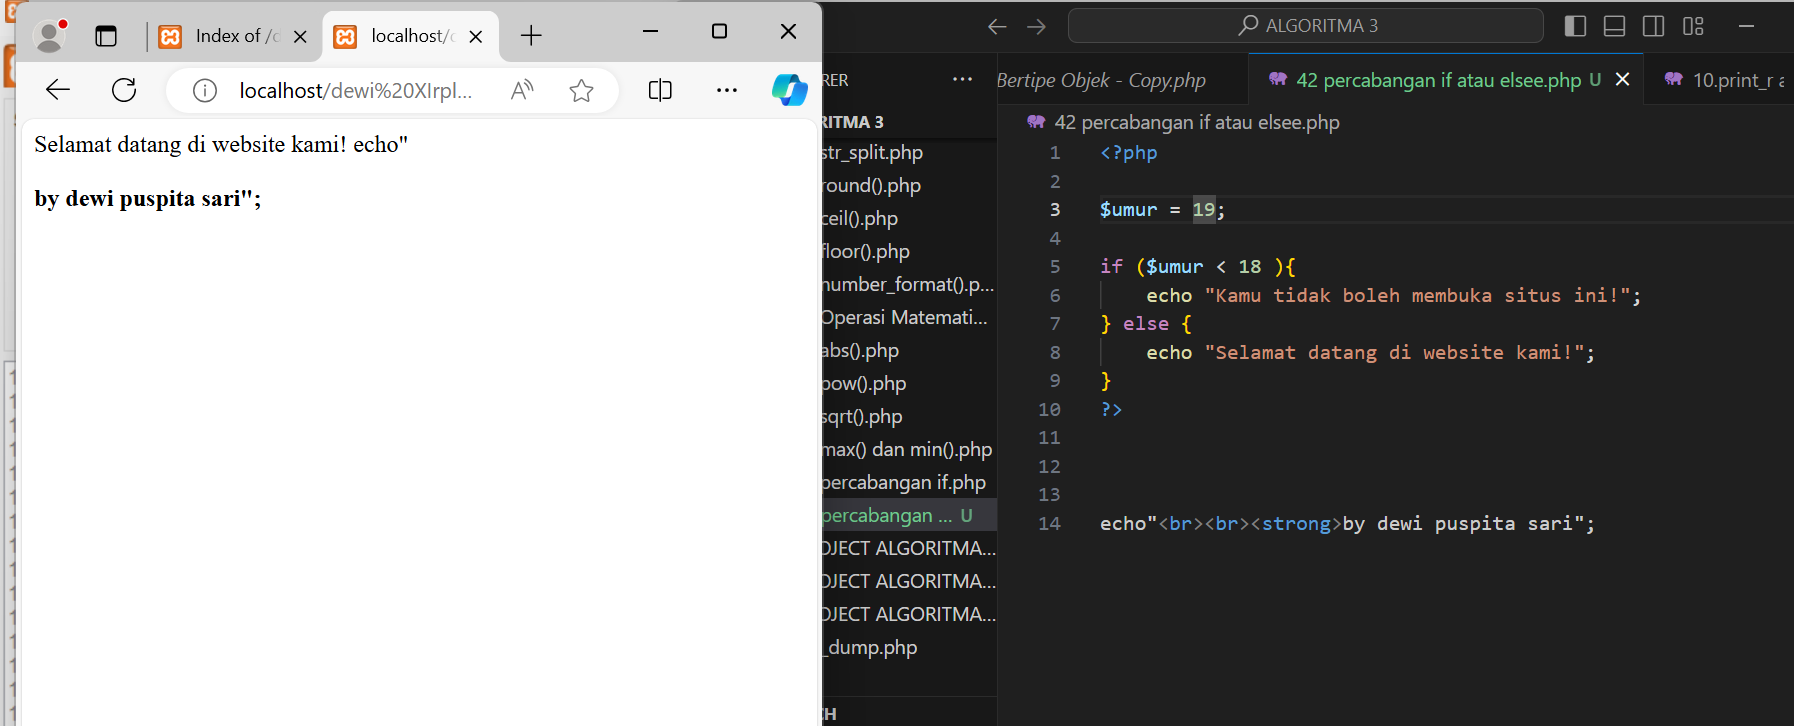 Index of /d
localhost/d
localhost/dewi%20XIrpl...
Selamat datang di website kami! echo"
by dewi puspita sari";
ALGORITMA 3
RER
RITMA 3
str_split.php
round().php
ceil().php
floor().php
number_format().p...
Operasi Matemati...
abs().php
pow().php
sqrt().php
max() dan min().php
percabangan if.php
percabangan ... U
OJECT ALGORITMA...
OJECT ALGORITMA...
OJECT ALGORITMA...
_dump.php
CH
Bertipe Objek - Copy.php
42 percabangan if atau elsee.php U
10.print_r a
42 percabangan if atau elsee.php
1 <?php
2
3 $umur = 19;
4
5 if ($umur < 18 ){
6 echo "Kamu tidak boleh membuka situs ini!";
7 } else {
8 echo "Selamat datang di website kami!";
9 }
10 ?>
11
12
13
14 echo"<br><br><strong>by dewi puspita sari";